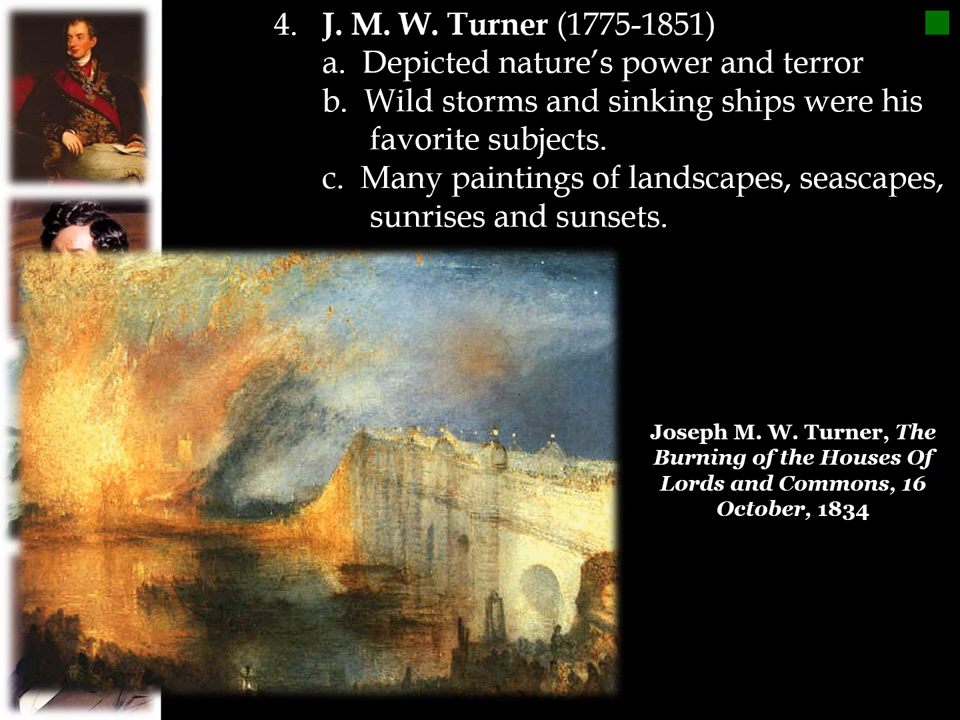 4. J. M. W. Turner (1775-1851)
a. Depicted nature’s power and terror
b. Wild storms and sinking ships were his
favorite subjects.
c. Many paintings of landscapes, seascapes,
sunrises and sunsets.
Joseph M. W. Turner, The
Burning of the Houses Of
Lords and Commons, 16
October, 1834